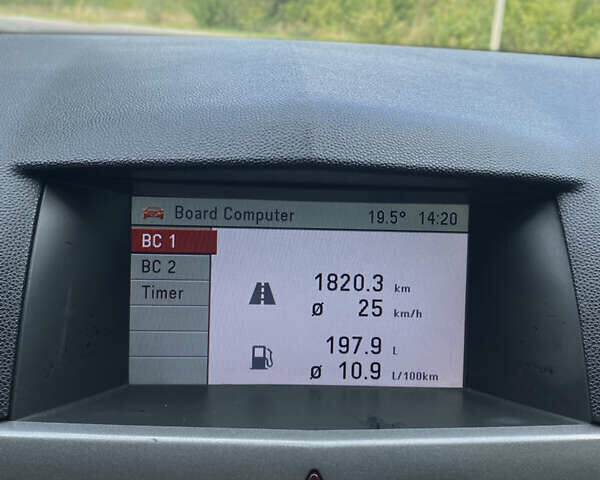 Board Computer 19.5° 14:20
BC 1
BC 2
Timer
1820.3 km
ø 25 km/h
197.9 L
ø 10.9 L/100km